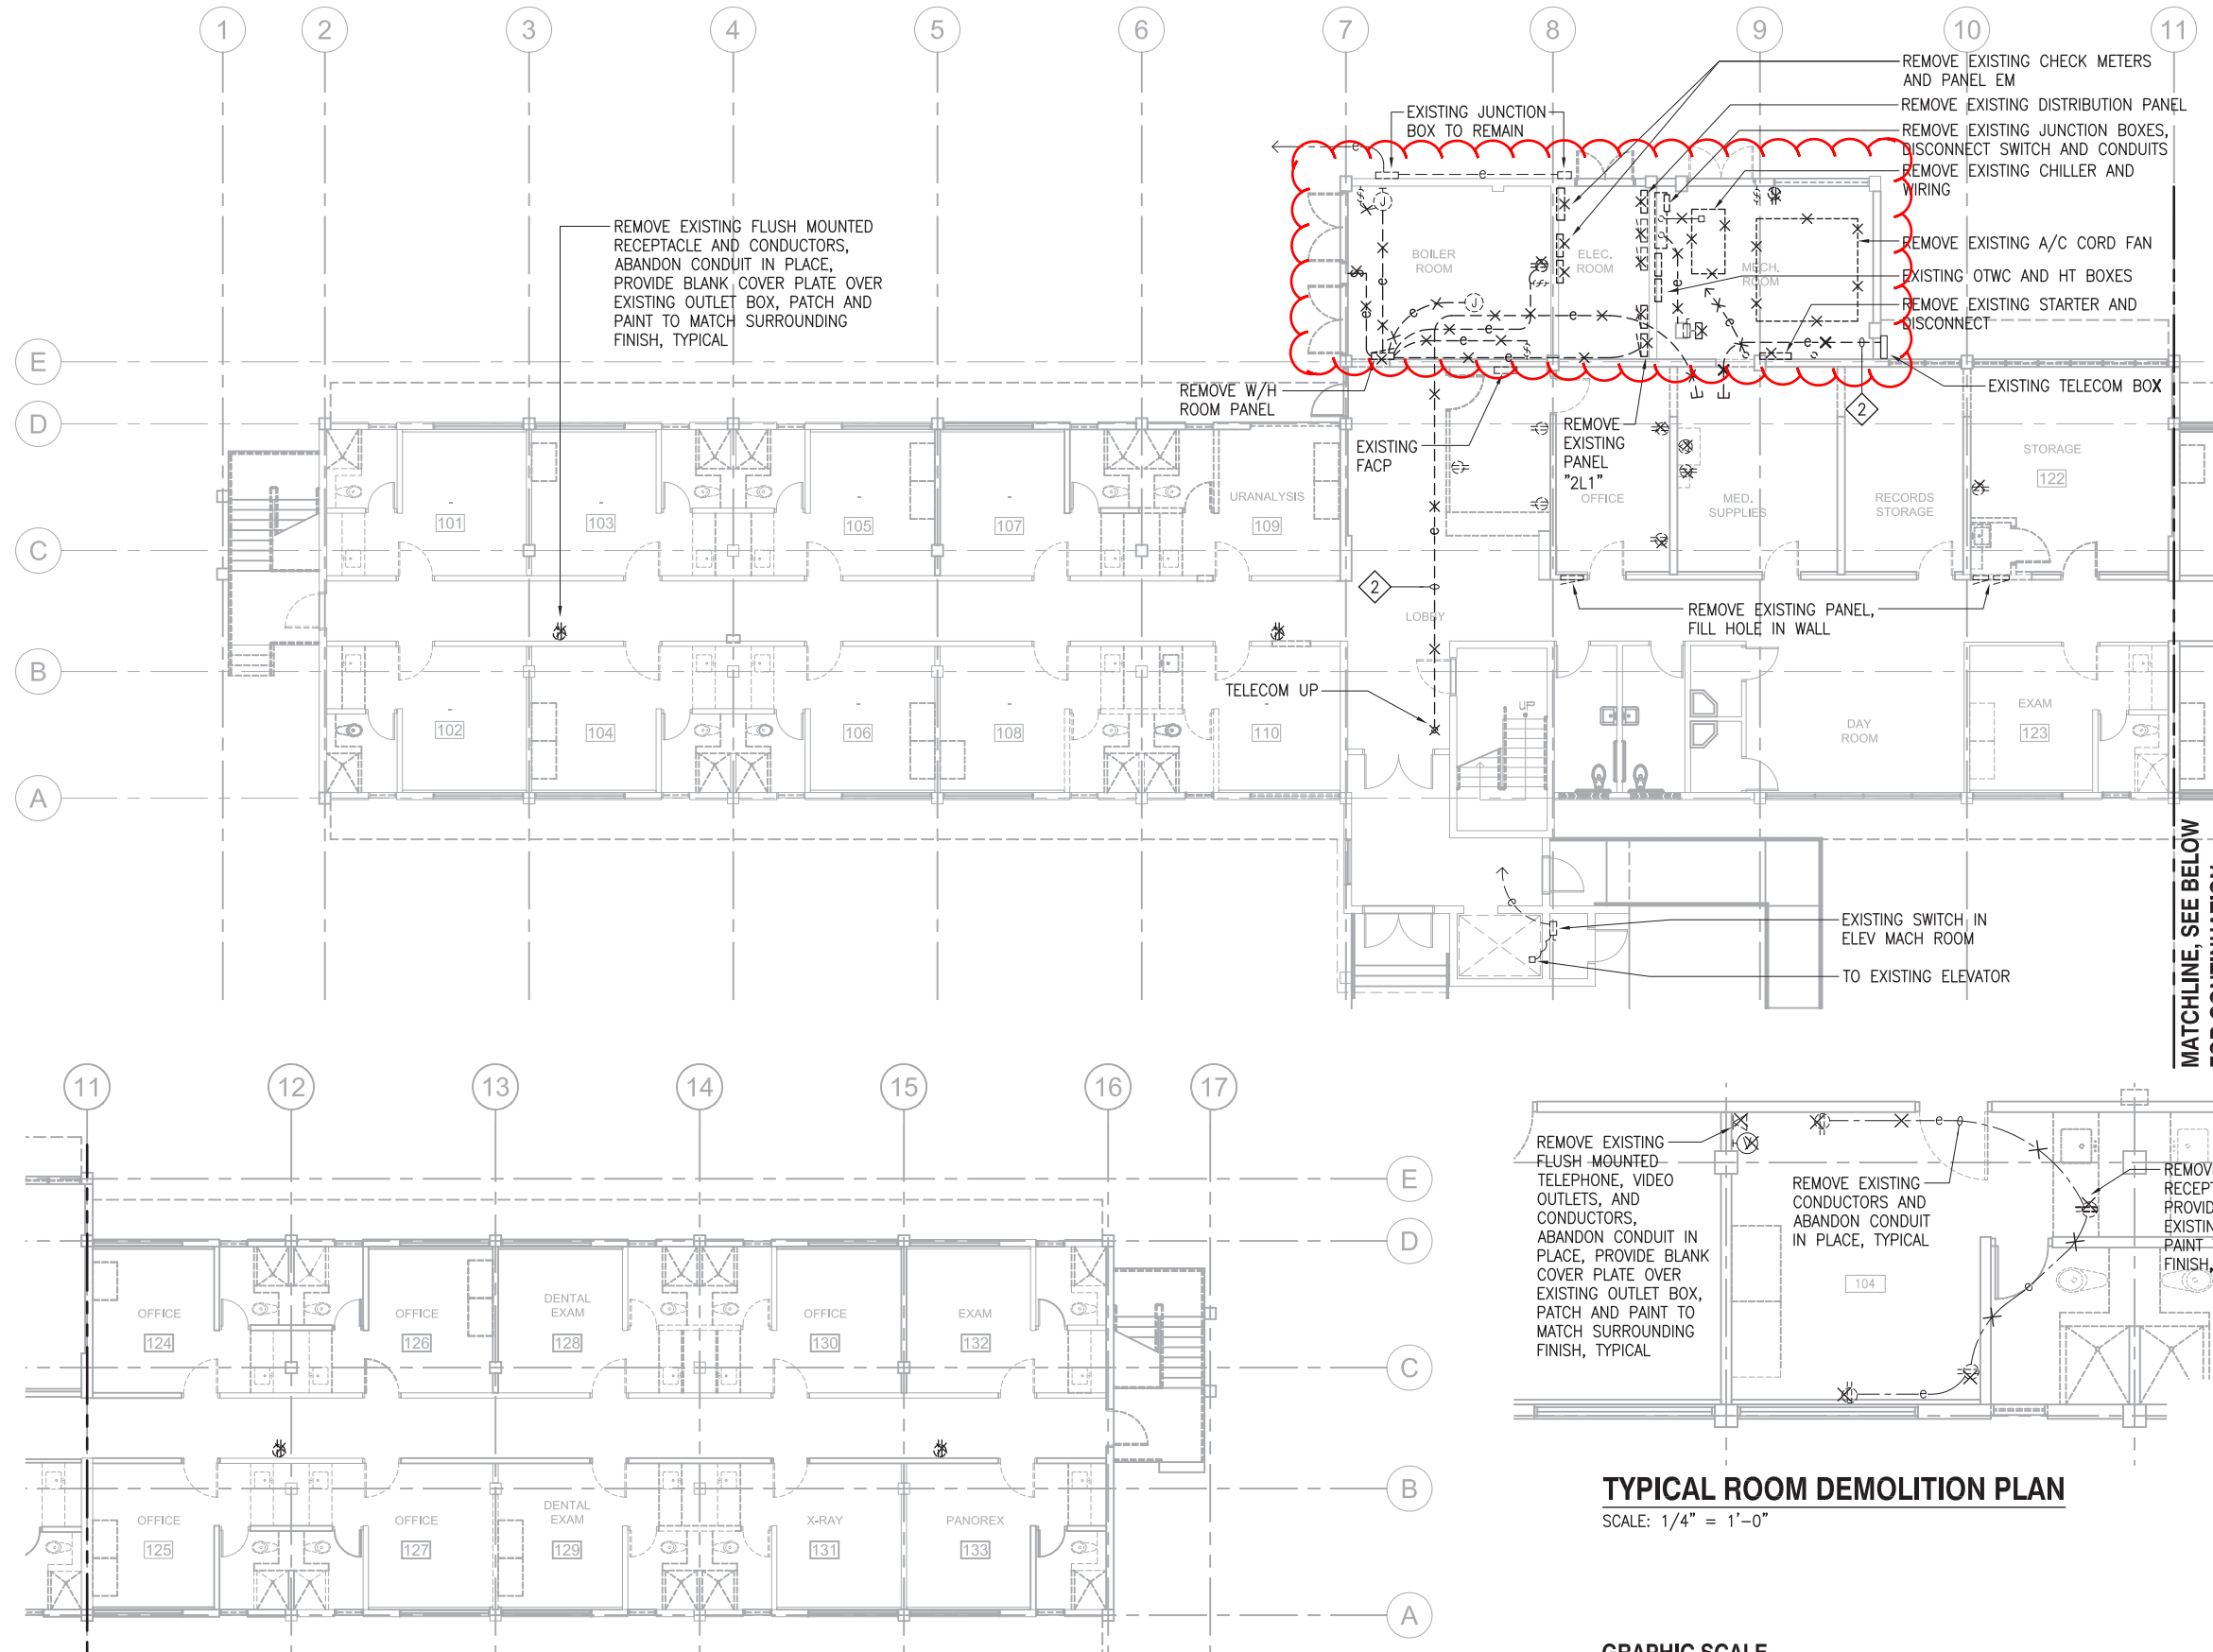 1
2
3
4
5
6
7
8
9
10
11
REMOVE EXISTING CHECK METERS
AND PANEL EM
REMOVE EXISTING DISTRIBUTION PANEL
REMOVE EXISTING JUNCTION BOXES,
DISCONNECT SWITCH AND CONDUITS
REMOVE EXISTING CHILLER AND
WIRING
REMOVE EXISTING A/C CORD FAN
EXISTING OTWC AND HT BOXES
REMOVE EXISTING STARTER AND
DISCONNECT
EXISTING TELECOM BOX
EXISTING JUNCTION
BOX TO REMAIN
REMOVE EXISTING FLUSH MOUNTED
RECEPTACLE AND CONDUCTORS,
ABANDON CONDUIT IN PLACE,
PROVIDE BLANK COVER PLATE OVER
EXISTING OUTLET BOX, PATCH AND
PAINT TO MATCH SURROUNDING
FINISH, TYPICAL
BOILER
ROOM
ELEC.
ROOM
MECH.
ROOM
J
J
e
e
e
e
e
e
e
e
e
e
E
D
C
B
A
REMOVE W/H
ROOM PANEL
EXISTING
FACP
REMOVE
EXISTING
PANEL
"2L1"
2
OFFICE
MED.
SUPPLIES
RECORDS
STORAGE
STORAGE
122
URANALYSIS
101
103
105
107
109
2
LOBBY
REMOVE EXISTING PANEL,
FILL HOLE IN WALL
TELECOM UP
UP
102
104
106
108
110
DAY
ROOM
EXAM
123
e
EXISTING SWITCH IN
ELEV MACH ROOM
TO EXISTING ELEVATOR
MATCHLINE, SEE BELOW
FOR CONTINUATION
11
12
13
14
15
16
17
E
D
C
B
A
OFFICE
124
OFFICE
126
DENTAL
EXAM
128
OFFICE
130
EXAM
132
OFFICE
125
OFFICE
127
DENTAL
EXAM
129
X-RAY
131
PANOREX
133
REMOVE EXISTING
FLUSH MOUNTED
TELEPHONE, VIDEO
OUTLETS, AND
CONDUCTORS,
ABANDON CONDUIT IN
PLACE, PROVIDE BLANK
COVER PLATE OVER
EXISTING OUTLET BOX,
PATCH AND PAINT TO
MATCH SURROUNDING
FINISH, TYPICAL
REMOVE EXISTING
CONDUCTORS AND
ABANDON CONDUIT
IN PLACE, TYPICAL
104
e
e
REMOV
RECEPT
PROVID
EXISTIN
PAINT
FINISH,
TYPICAL ROOM DEMOLITION PLAN
SCALE: 1/4" = 1'-0"
GRAPHIC SCALE